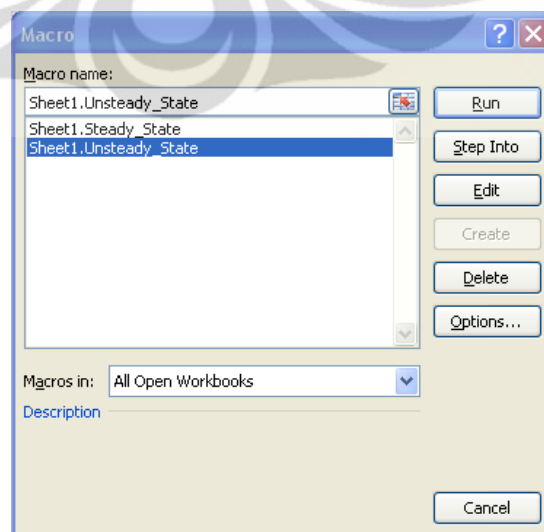 Macro
?
Macro name:
Sheet1.Unsteady_State
Run
Sheet1.Steady_State
Sheet1.Unsteady_State
Step Into
Edit
Create
Delete
Options...
Macros in: All Open Workbooks
Description
Cancel